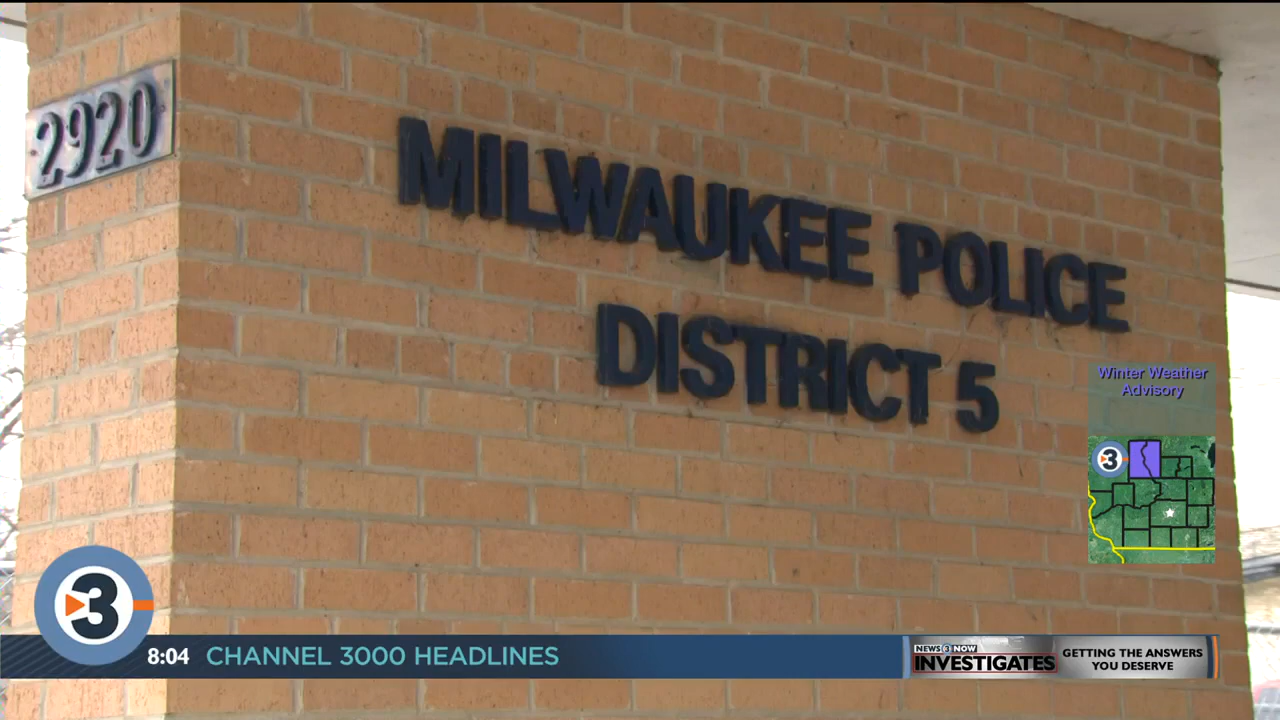 2920
MILWAUKEE POLICE
DISTRICT 5
Winter Weather
Advisory
3
3
8:04
CHANNEL 3000 HEADLINES
NEWS 3 NOW
INVESTIGATES
GETTING THE ANSWERS
YOU DESERVE